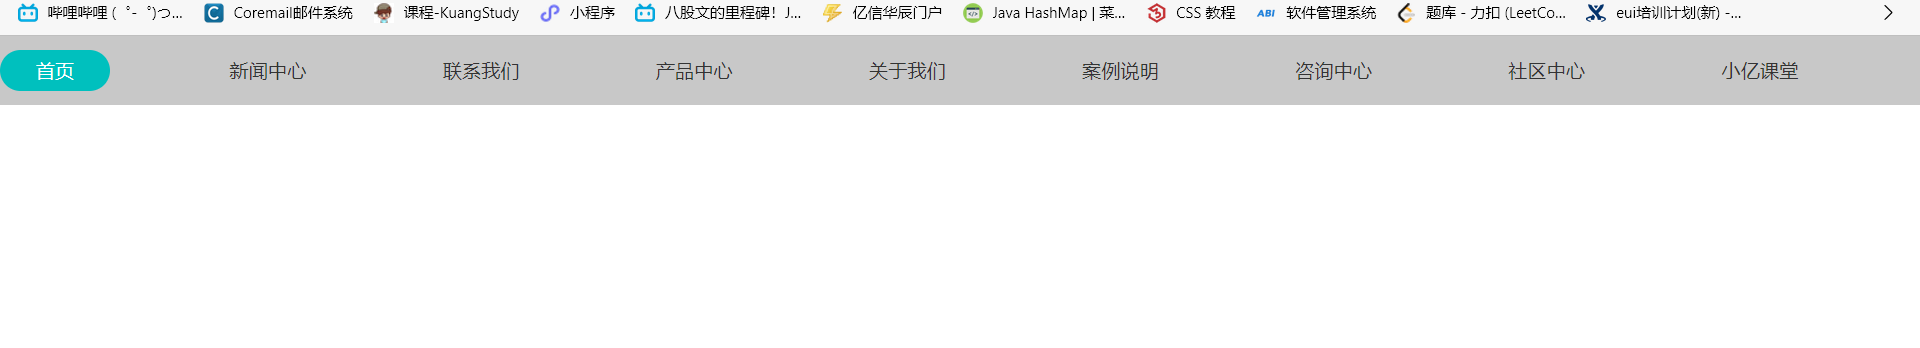 哔哩哔哩 (゜-゜)つ... Coremail邮件系统 课程-KuangStudy 小程序 八股文的里程碑！J... 亿信华辰门户 Java HashMap | 菜... CSS 教程 ABI 软件管理系统 题库 - 力扣 (LeetCo... eui培训计划(新) -...
首页 新闻中心 联系我们 产品中心 关于我们 案例说明 咨询中心 社区中心 小亿课堂